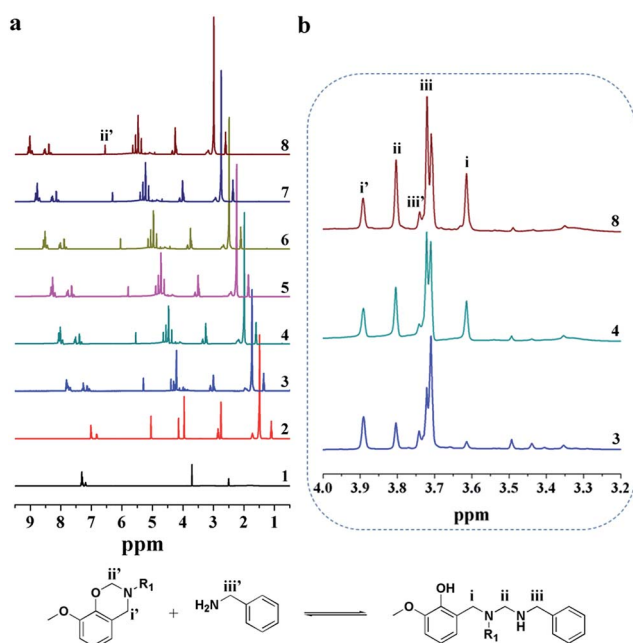 a
b
ii'
8
7
6
5
4
3
2
1
9 8 7 6 5 4 3 2 1
ppm
i'
ii
iii'
iii
i
8
4
3
4.0 3.9 3.8 3.7 3.6 3.5 3.4 3.3 3.2
ppm
ii'
O
N
R1
O
i'
+
iii'
H2N
OH
O
i
ii
iii
N
N
H
R1